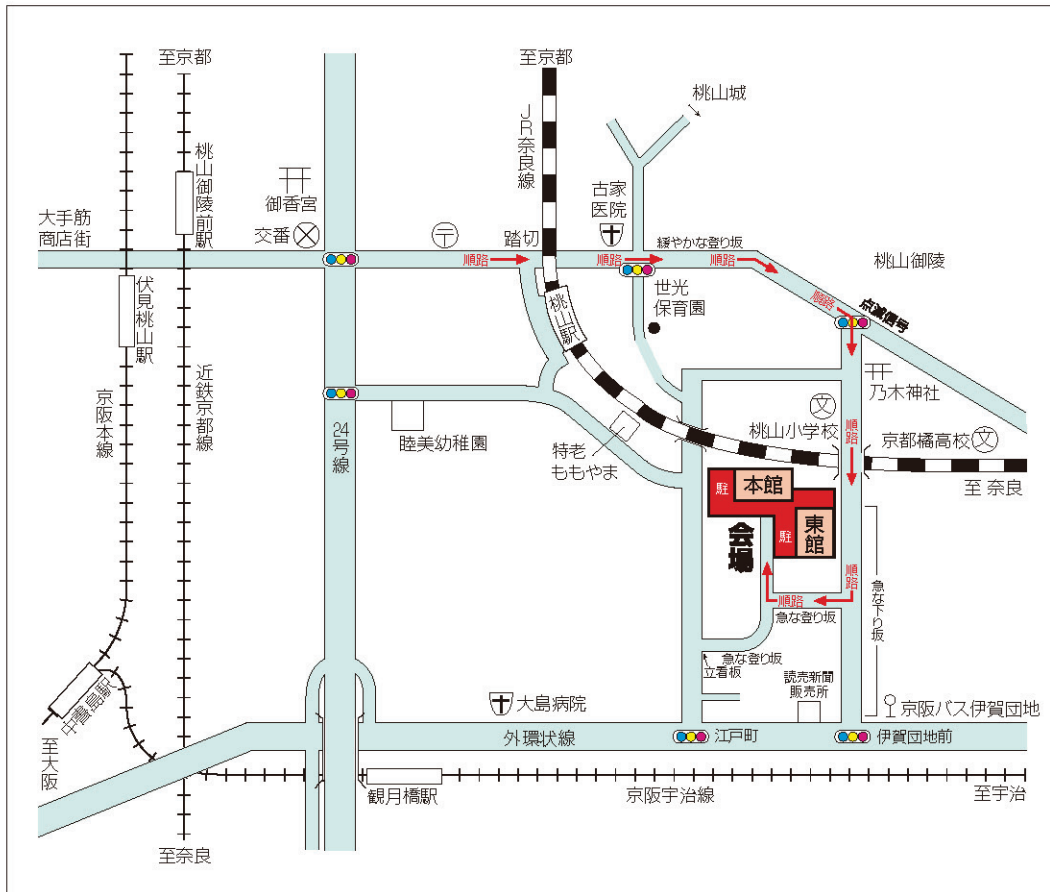 至京都
至京都
桃山城
JR奈良線
桃山御陵前駅
御香宮
古家
医院
大手筋
商店街
交番
〒
踏切
緩やかな登り坂
桃山御陵
順路
順路
順路
順路
点滅信号
伏見桃山駅
世光
保育園
桃山駅
乃木神社
京阪本線
近鉄京都線
24号線
睦美幼稚園
特老
ももやま
文
桃山小学校
順路
京都橘高校
文
至 奈良
駐
本館
駐
東館
会場
順路
順路
急な登り坂
急な下り坂
急な登り坂
立看板
読売新聞
販売所
中書島駅
至大阪
大島病院
外環状線
江戸町
伊賀団地前
京阪バス伊賀団地
観月橋駅
京阪宇治線
至宇治
至奈良